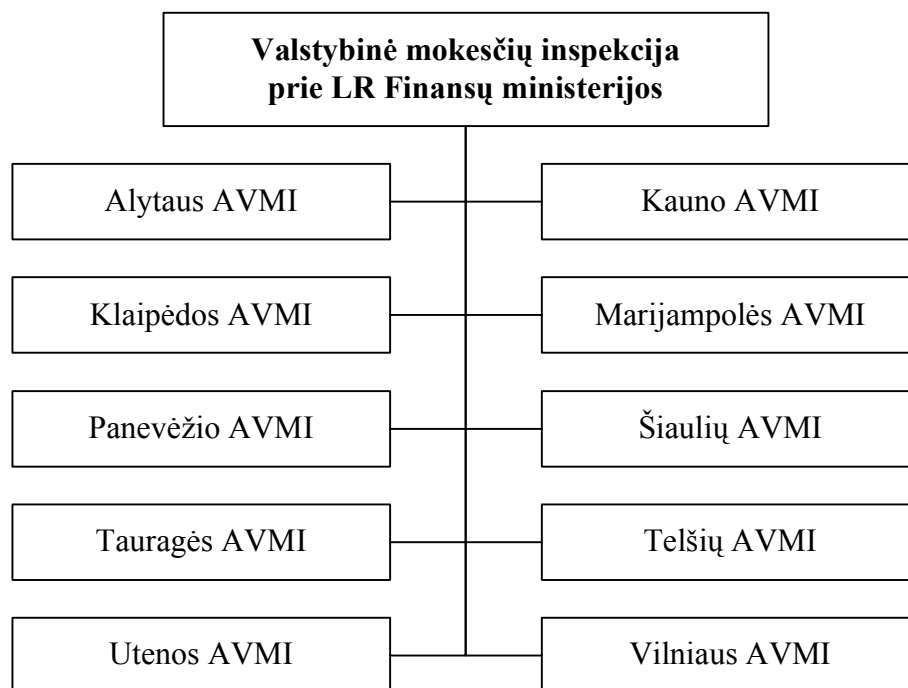 Valstybinė mokesčių inspekcija
prie LR Finansų ministerijos
Alytaus AVMI
Kauno AVMI
Klaipėdos AVMI
Marijampolės AVMI
Panevėžio AVMI
Šiaulių AVMI
Tauragės AVMI
Telšių AVMI
Utenos AVMI
Vilniaus AVMI